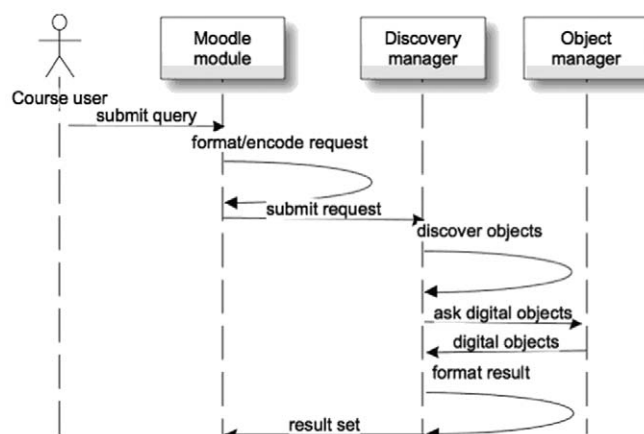 Moodle
module
Discovery
manager
Object
manager
Course user
submit query
format/encode request
submit request
discover objects
ask digital objects
digital objects
format result
result set